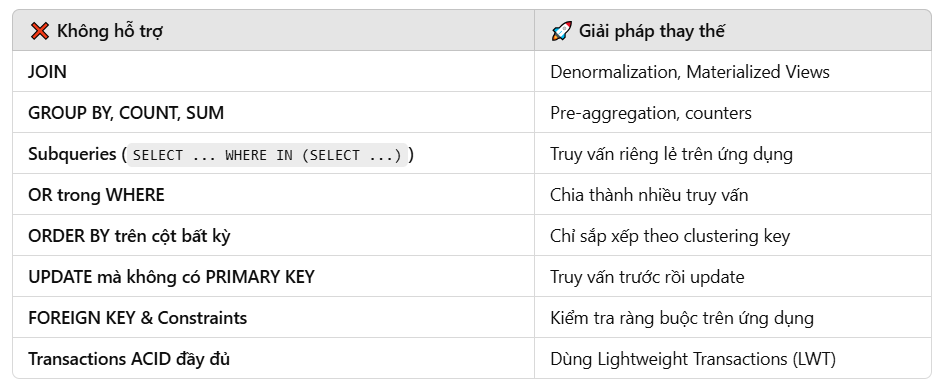 ❌ Không hỗ trợ
🚀 Giải pháp thay thế
JOIN
Denormalization, Materialized Views
GROUP BY, COUNT, SUM
Pre-aggregation, counters
Subqueries (SELECT ... WHERE IN (SELECT ...))
Truy vấn riêng lẻ trên ứng dụng
OR trong WHERE
Chia thành nhiều truy vấn
ORDER BY trên cột bất kỳ
Chỉ sắp xếp theo clustering key
UPDATE mà không có PRIMARY KEY
Truy vấn trước rồi update
FOREIGN KEY & Constraints
Kiểm tra ràng buộc trên ứng dụng
Transactions ACID đầy đủ
Dùng Lightweight Transactions (LWT)